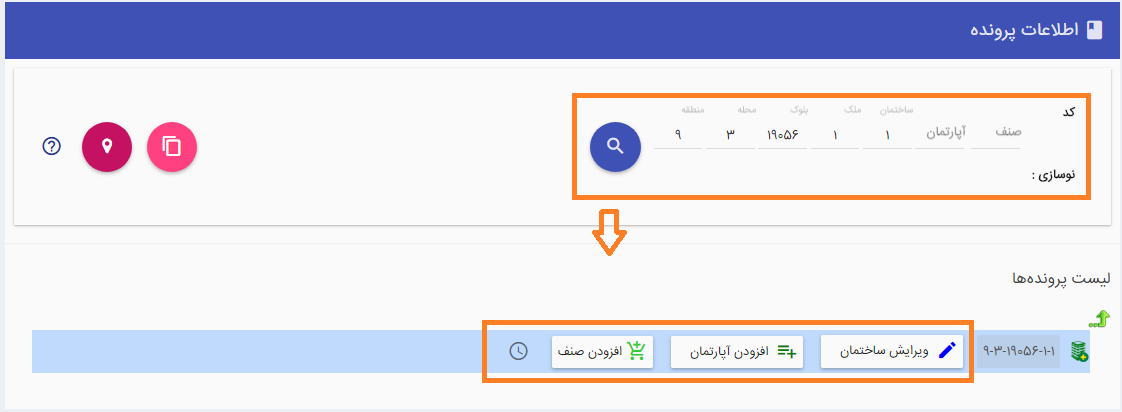 اطلاعات پرونده
کد نوسازی :
صنف آپارتمان ساختمان ملک بلوک محله منطقه
۱ ۱ ۱۹۰۵۶ ۳ ۹
لیست پرونده‌ها
۹-۳-۱۹۰۵۶-۱-۱ ویرایش ساختمان افزودن آپارتمان افزودن صنف